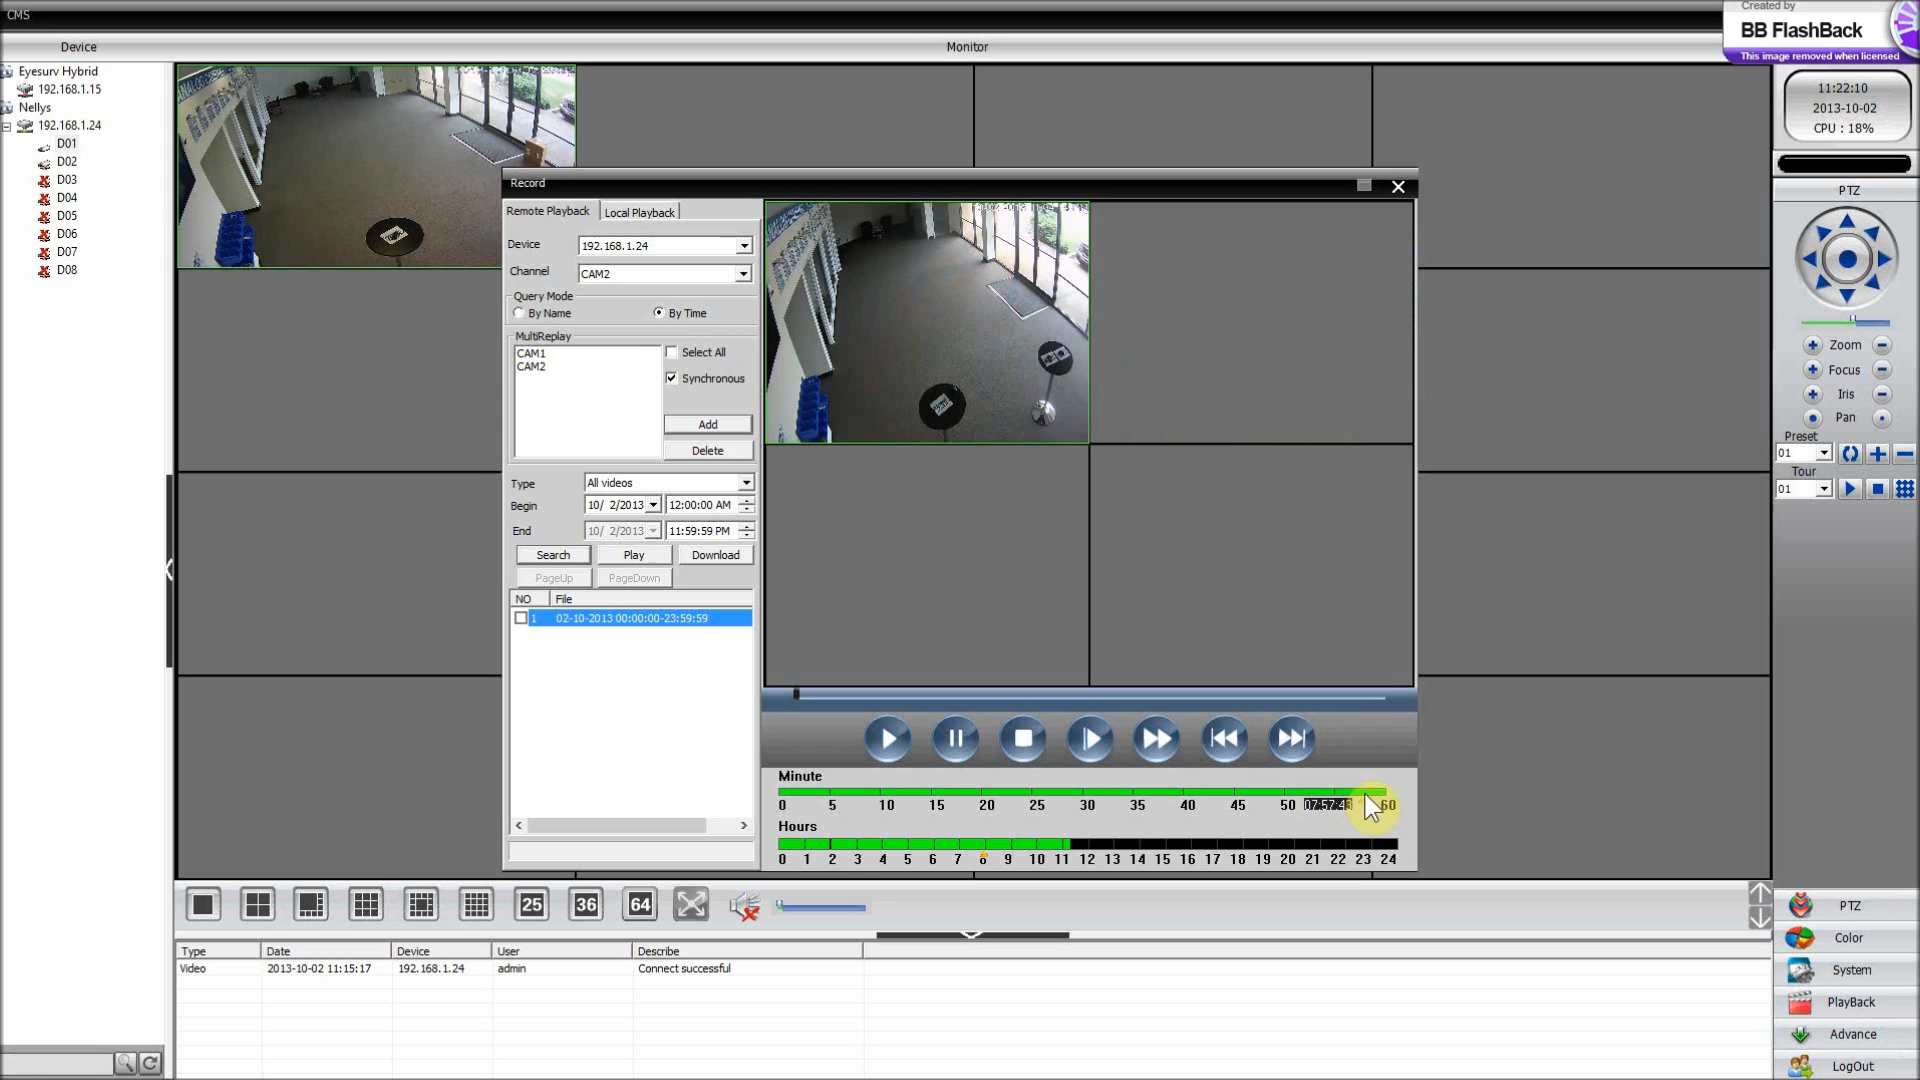 CMS
Created by
BB FlashBack
This image removed when licensed
Device
Monitor
Eyesurv Hybrid
192.168.1.15
Nellys
192.168.1.24
D01
D02
D03
D04
D05
D06
D07
D08
11:22:10
2013-10-02
CPU : 18%
PTZ
Zoom
Focus
Iris
Pan
Preset
01
Tour
01
Record
Remote Playback
Local Playback
Device
192.168.1.24
Channel
CAM2
Query Mode
By Name
By Time
MultiReplay
CAM1
CAM2
Select All
Synchronous
Add
Delete
Type
All videos
Begin
10/ 2/2013
12:00:00 AM
End
10/ 2/2013
11:59:59 PM
Search
Play
Download
PageUp
PageDown
NO
File
1
02-10-2013 00:00:00-23:59:59
Minute
0 5 10 15 20 25 30 35 40 45 50 60
Hours
0 1 2 3 4 5 6 7 8 9 10 11 12 13 14 15 16 17 18 19 20 21 22 23 24
25
36
64
Type Date Device User Describe
Video 2013-10-02 11:15:17 192.168.1.24 admin Connect successful
PTZ
Color
System
PlayBack
Advance
LogOut